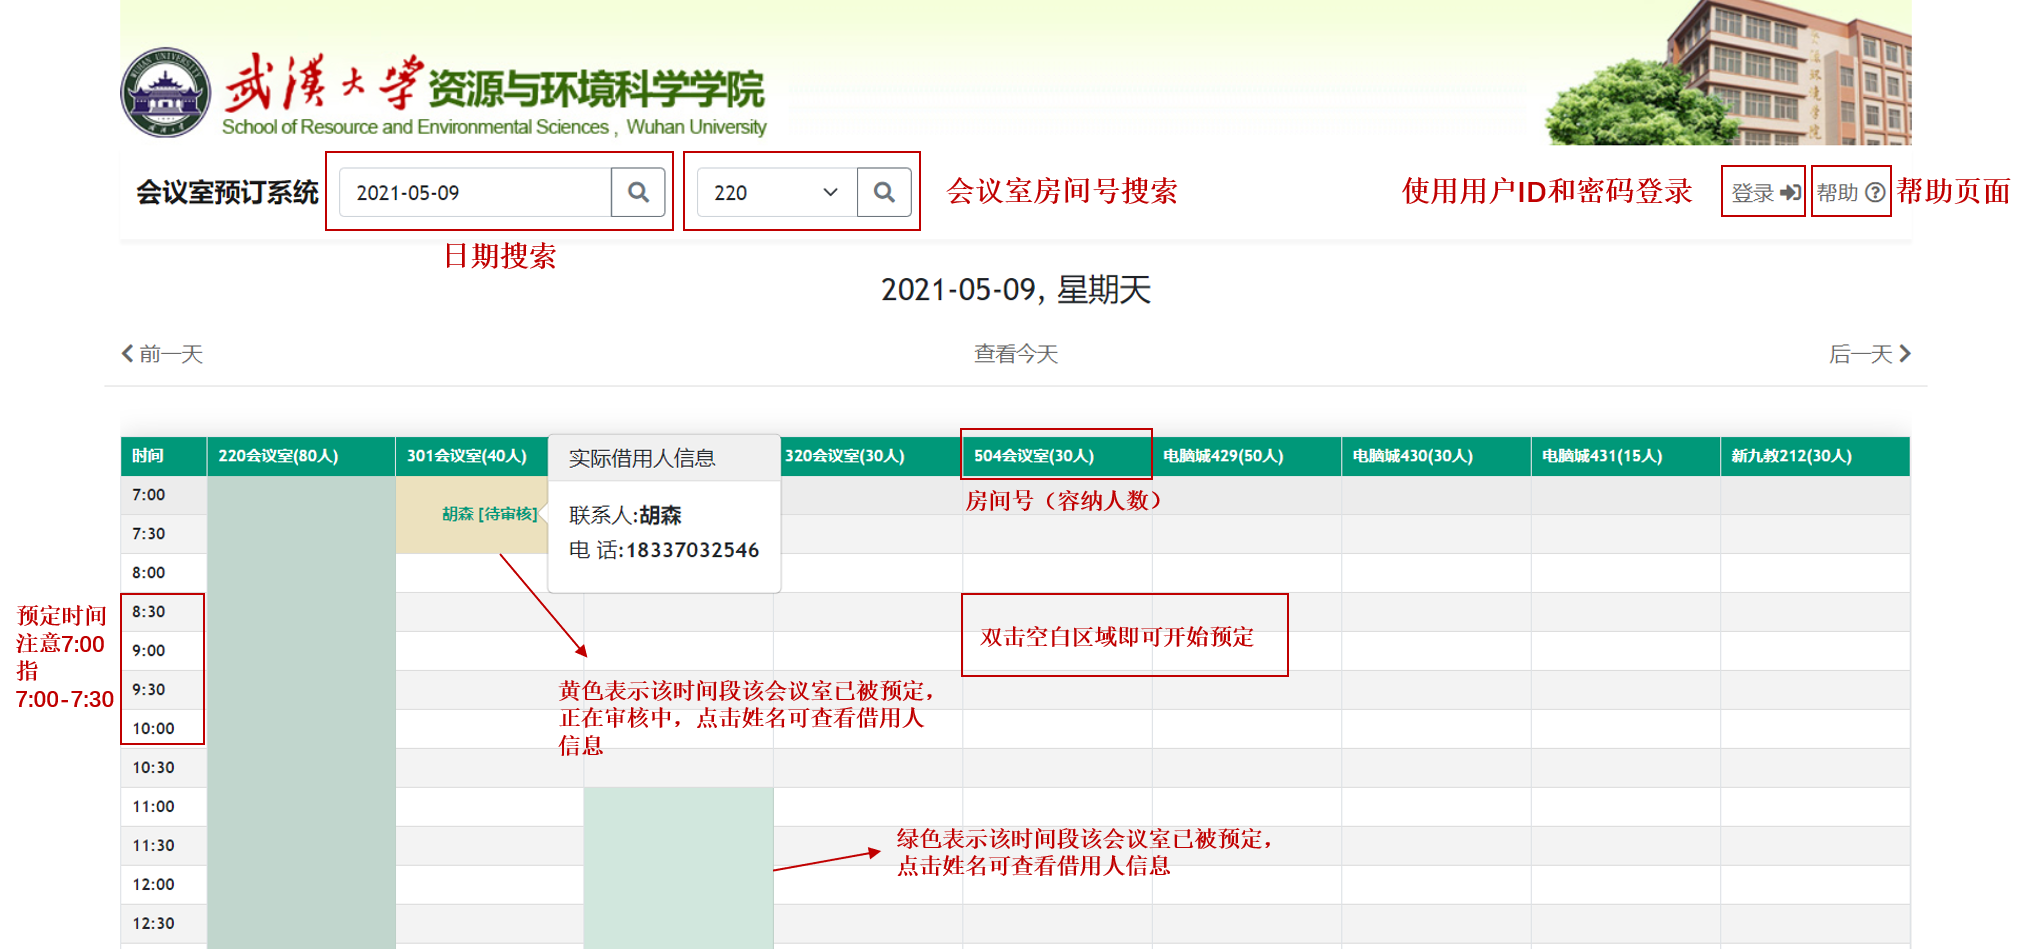 武漢大学资源与环境科学学院
School of Resource and Environmental Sciences , Wuhan University
WUHAN UNIVERSITY
会议室预订系统
2021-05-09
220
会议室房间号搜索
使用用户ID和密码登录
登录
帮助
帮助页面
日期搜索
2021-05-09, 星期天
前一天
查看今天
后一天
时间 220会议室(80人) 301会议室(40人) 320会议室(30人) 504会议室(30人) 电脑城429(50人) 电脑城430(30人) 电脑城431(15人) 新九教212(30人)
实际借用人信息
联系人:胡森
电 话:18337032546
胡森 [待审核]
房间号（容纳人数）
7:00
7:30
8:00
8:30
9:00
9:30
10:00
10:30
11:00
11:30
12:00
12:30
预定时间
注意7:00
指
7:00-7:30
双击空白区域即可开始预定
黄色表示该时间段该会议室已被预定，
正在审核中，点击姓名可查看借用人
信息
绿色表示该时间段该会议室已被预定，
点击姓名可查看借用人信息